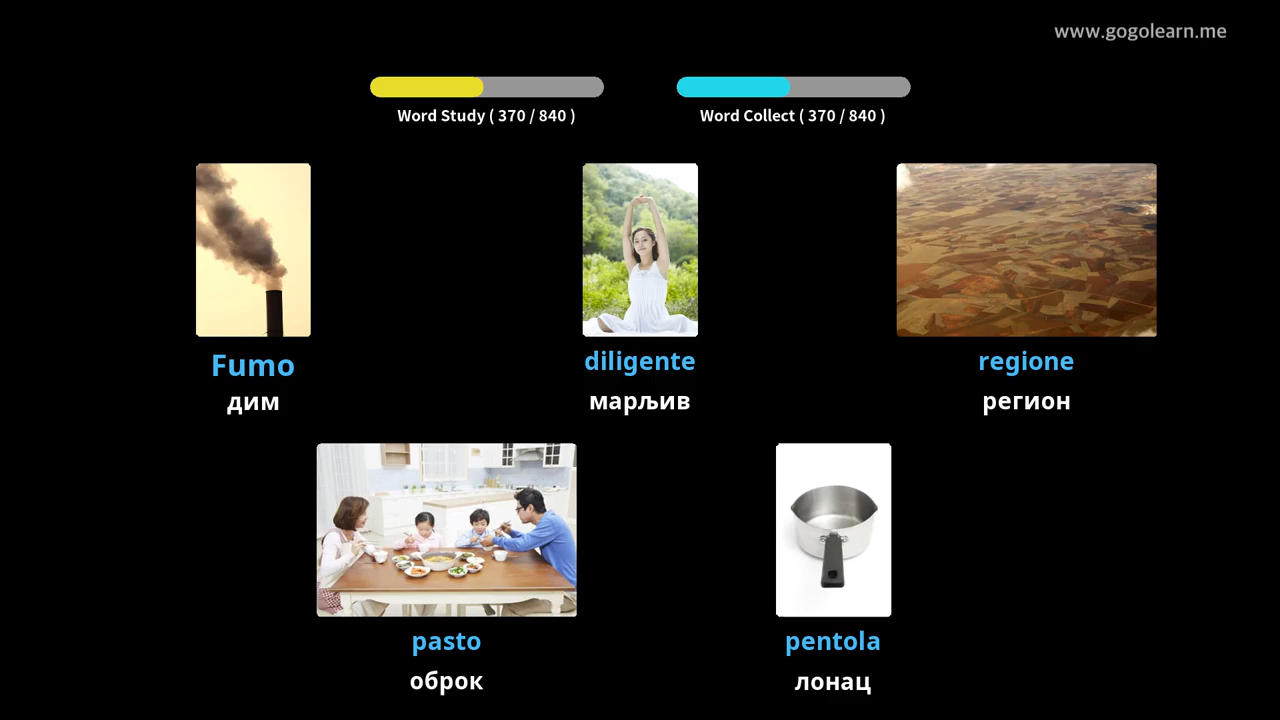 www.gogolearn.me
Word Study ( 370 / 840 )
Word Collect ( 370 / 840 )
Fumo
дим
diligente
марљив
regione
регион
pasto
оброк
pentola
лонац